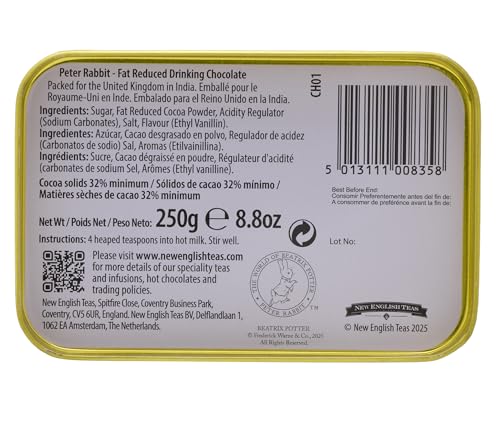 Peter Rabbit - Fat Reduced Drinking Chocolate
Packed for the United Kingdom in India. Emballé pour le
Royaume-Uni en Inde. Embalado para el Reino Unido en la India.
Ingredients: Sugar, Fat Reduced Cocoa Powder, Acidity Regulator
(Sodium Carbonates), Salt, Flavour (Ethyl Vanillin).
Ingredientes: Azúcar, Cacao desgrasado en polvo, Regulador de acidez
(Carbonatos de sodio) Sal, Aromas (Etilvainillina).
Ingrédients: Sucre, Cacao dégraissé en poudre, Régulateur d'acidité
(carbonates de sodium Sel, Arômes (Ethyl vanilline).
Cocoa solids 32% minimum / Sólidos de cacao 32% mínimo /
Matières sèches de cacao 32% minimum
Net Wt / Poids Net / Peso Neto: 250g ℮ 8.8oz
Instructions: 4 heaped teaspoons into hot milk. Stir well.
Please visit www.newenglishteas.com
for more details of our speciality teas
and infusions, hot chocolates and
trading policies.
New English Teas, Spitfire Close, Coventry Business Park,
Coventry, CV5 6UR, England. New English Teas BV, Delflandlaan 1,
1062 EA Amsterdam, The Netherlands.
THE WORLD OF BEATRIX POTTER
PETER RABBIT
TM
BEATRIX POTTER
© Frederick Warne & Co., 2025
All Rights Reserved.
CH01
5 013111 008358
Best Before End:
Consumir Preferentemente antes del fin de:
A consommer de préférence avant fin de:
Lot No:
NEW ENGLISH TEAS
© New English Teas 2025